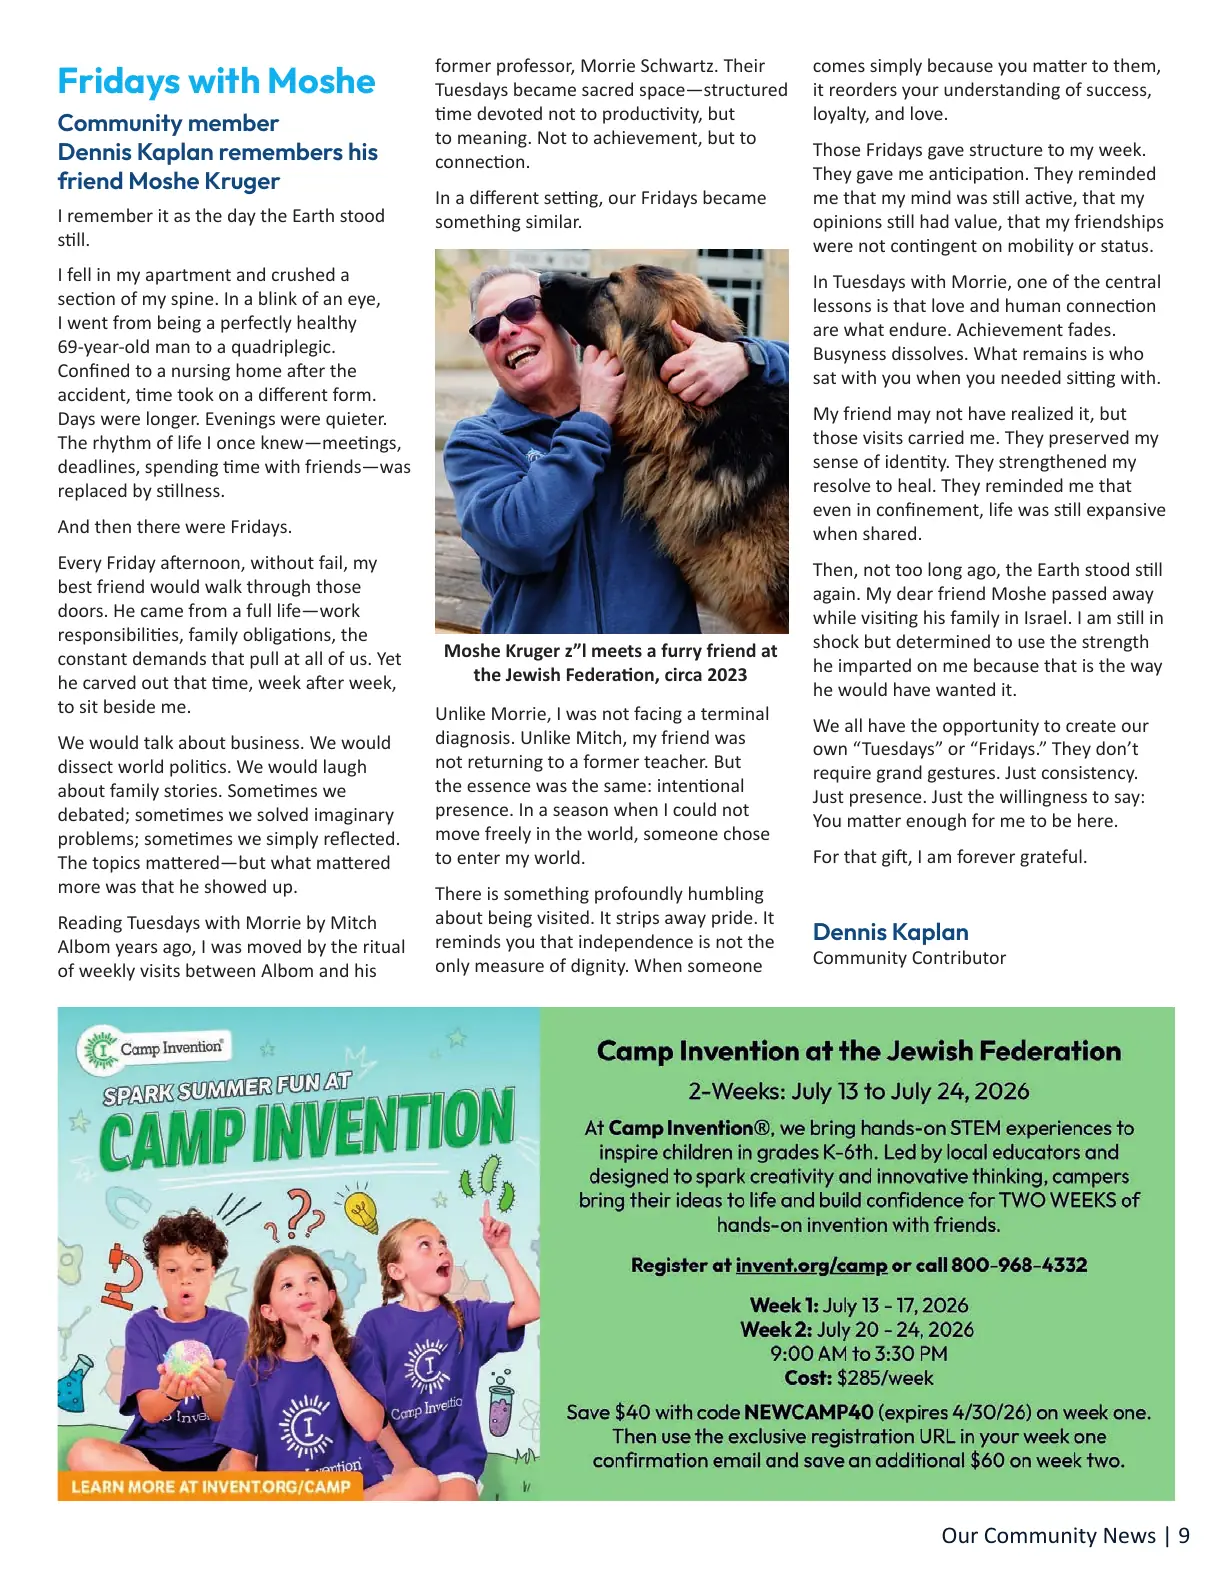 Fridays with Moshe
Community member
Dennis Kaplan remembers his
friend Moshe Kruger
I remember it as the day the Earth stood
still.
I fell in my apartment and crushed a
section of my spine. In a blink of an eye,
I went from being a perfectly healthy
69-year-old man to a quadriplegic.
Confined to a nursing home after the
accident, time took on a different form.
Days were longer. Evenings were quieter.
The rhythm of life I once knew—meetings,
deadlines, spending time with friends—was
replaced by stillness.
And then there were Fridays.
Every Friday afternoon, without fail, my
best friend would walk through those
doors. He came from a full life—work
responsibilities, family obligations, the
constant demands that pull at all of us. Yet
he carved out that time, week after week,
to sit beside me.
We would talk about business. We would
dissect world politics. We would laugh
about family stories. Sometimes we
debated; sometimes we solved imaginary
problems; sometimes we simply reflected.
The topics mattered—but what mattered
more was that he showed up.
Reading Tuesdays with Morrie by Mitch
Albom years ago, I was moved by the ritual
of weekly visits between Albom and his
former professor, Morrie Schwartz. Their
Tuesdays became sacred space—structured
time devoted not to productivity, but
to meaning. Not to achievement, but to
connection.
In a different setting, our Fridays became
something similar.
Moshe Kruger z”l meets a furry friend at
the Jewish Federation, circa 2023
Unlike Morrie, I was not facing a terminal
diagnosis. Unlike Mitch, my friend was
not returning to a former teacher. But
the essence was the same: intentional
presence. In a season when I could not
move freely in the world, someone chose
to enter my world.
There is something profoundly humbling
about being visited. It strips away pride. It
reminds you that independence is not the
only measure of dignity. When someone
comes simply because you matter to them,
it reorders your understanding of success,
loyalty, and love.
Those Fridays gave structure to my week.
They gave me anticipation. They reminded
me that my mind was still active, that my
opinions still had value, that my friendships
were not contingent on mobility or status.
In Tuesdays with Morrie, one of the central
lessons is that love and human connection
are what endure. Achievement fades.
Busyness dissolves. What remains is who
sat with you when you needed sitting with.
My friend may not have realized it, but
those visits carried me. They preserved my
sense of identity. They strengthened my
resolve to heal. They reminded me that
even in confinement, life was still expansive
when shared.
Then, not too long ago, the Earth stood still
again. My dear friend Moshe passed away
while visiting his family in Israel. I am still in
shock but determined to use the strength
he imparted on me because that is the way
he would have wanted it.
We all have the opportunity to create our
own “Tuesdays” or “Fridays.” They don’t
require grand gestures. Just consistency.
Just presence. Just the willingness to say:
You matter enough for me to be here.
For that gift, I am forever grateful.
Dennis Kaplan
Community Contributor
Camp Invention®
SPARK SUMMER FUN AT
CAMP INVENTION
Camp Invention
Camp Invention
LEARN MORE AT INVENT.ORG/CAMP
Camp Invention at the Jewish Federation
2-Weeks: July 13 to July 24, 2026
At Camp Invention®, we bring hands-on STEM experiences to
inspire children in grades K-6th. Led by local educators and
designed to spark creativity and innovative thinking, campers
bring their ideas to life and build confidence for TWO WEEKS of
hands-on invention with friends.
Register at invent.org/camp or call 800-968-4332
Week 1: July 13 - 17, 2026
Week 2: July 20 - 24, 2026
9:00 AM to 3:30 PM
Cost: $285/week
Save $40 with code NEWCAMP40 (expires 4/30/26) on week one.
Then use the exclusive registration URL in your week one
confirmation email and save an additional $60 on week two.
Our Community News | 9